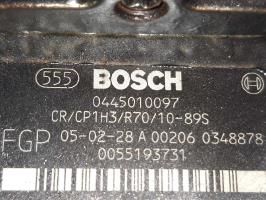 555 BOSCH
0445010097
CR/CP1H3/R70/10-89S
FGP 05-02-28 A 00206 0348878
0055193731